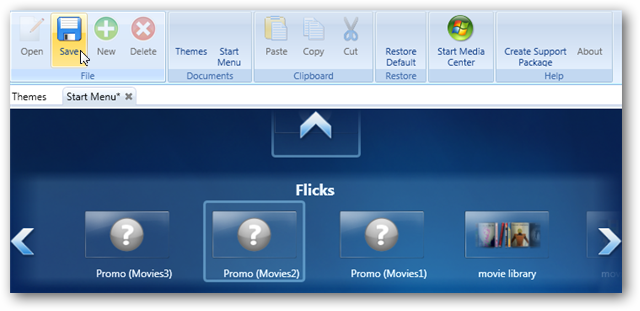 Open Save New Delete Themes Start Menu Paste Copy Cut Restore Default Start Media Center Create Support Package About
File Documents Clipboard Restore Help
Themes Start Menu*
Flicks
? ? ?
Promo (Movies3) Promo (Movies2) Promo (Movies1) movie library